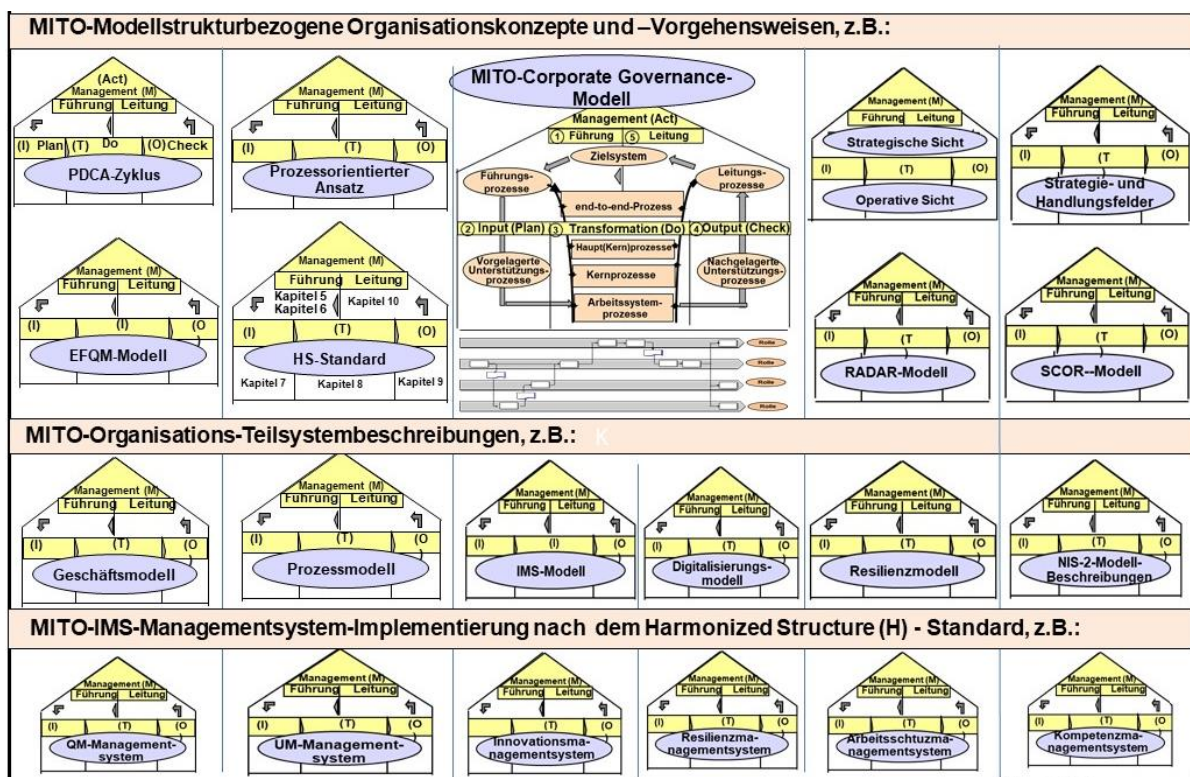 MITO-Modellstrukturbezogene Organisationskonzepte und –Vorgehensweisen, z.B.:
(Act)
Management (M)
Führung Leitung
(I) Plan (T) Do (O) Check
PDCA-Zyklus
Management (M)
Führung Leitung
(I) (T) (O)
Prozessorientierter
Ansatz
MITO-Corporate Governance-
Modell
Management (Act)
① Führung ⑤ Leitung
Zielsystem
Führungs-
prozesse
Leitungs-
prozesse
end-to-end-Prozess
② Input (Plan) ③ Transformation (Do) ④ Output (Check)
Haupt(Kern)prozesse
Vorgelagerte
Unterstützungs-
prozesse
Kernprozesse
Nachgelagerte
Unterstützungs-
prozesse
Arbeitssystem-
prozesse
Rolle
Rolle
Rolle
Rolle
Management (M)
Führung Leitung
Strategische Sicht
(I) (T) (O)
Operative Sicht
Management (M)
Führung Leitung
(I) (T O)
Strategie- und
Handlungsfelder
Management (M)
Führung Leitung
(I) (I) (O
EFQM-Modell
Management (M)
Führung Leitung
Kapitel 5 Kapitel 10
Kapitel 6
(I) (T) (O)
HS-Standard
Kapitel 7 Kapitel 8 Kapitel 9
Management (M)
Führung Leitung
(I) (T O)
RADAR-Modell
Management (M)
Führung Leitung
(I) (T O)
SCOR--Modell
MITO-Organisations-Teilsystembeschreibungen, z.B.: K
Management (M)
Führung Leitung
(I) (T) (O
Geschäftsmodell
Management (M)
Führung Leitung
(I) (T) (O
Prozessmodell
Management (M)
Führung Leitung
(I) (I) (O
IMS-Modell
Management (M)
Führung Leitung
(I) (T) (O
Digitalisierungs-
modell
Management (M)
Führung Leitung
(I) (T) (O
Resilienzmodell
Management (M)
Führung Leitung
(I) (T) (O
NIS-2-Modell-
Beschreibungen
MITO-IMS-Managementsystem-Implementierung nach dem Harmonized Structure (H) - Standard, z.B.:
Management (M)
Führung Leitung
(I) (T) (O
QM-Management-
system
Management (M)
Führung Leitung
(I) (T) (O
UM-Management-
system
Management (M)
Führung Leitung
(I) (T) (O
Innovationsma-
nagementsystem
Management (M)
Führung Leitung
(I) (T) (O
Resilienzma-
nagementsystem
Management (M)
Führung Leitung
(I) (T) (O
Arbeitsschtuzma-
nagementsystem
Management (M)
Führung Leitung
(I) (T) (O
Kompetenzma-
nagementsystem